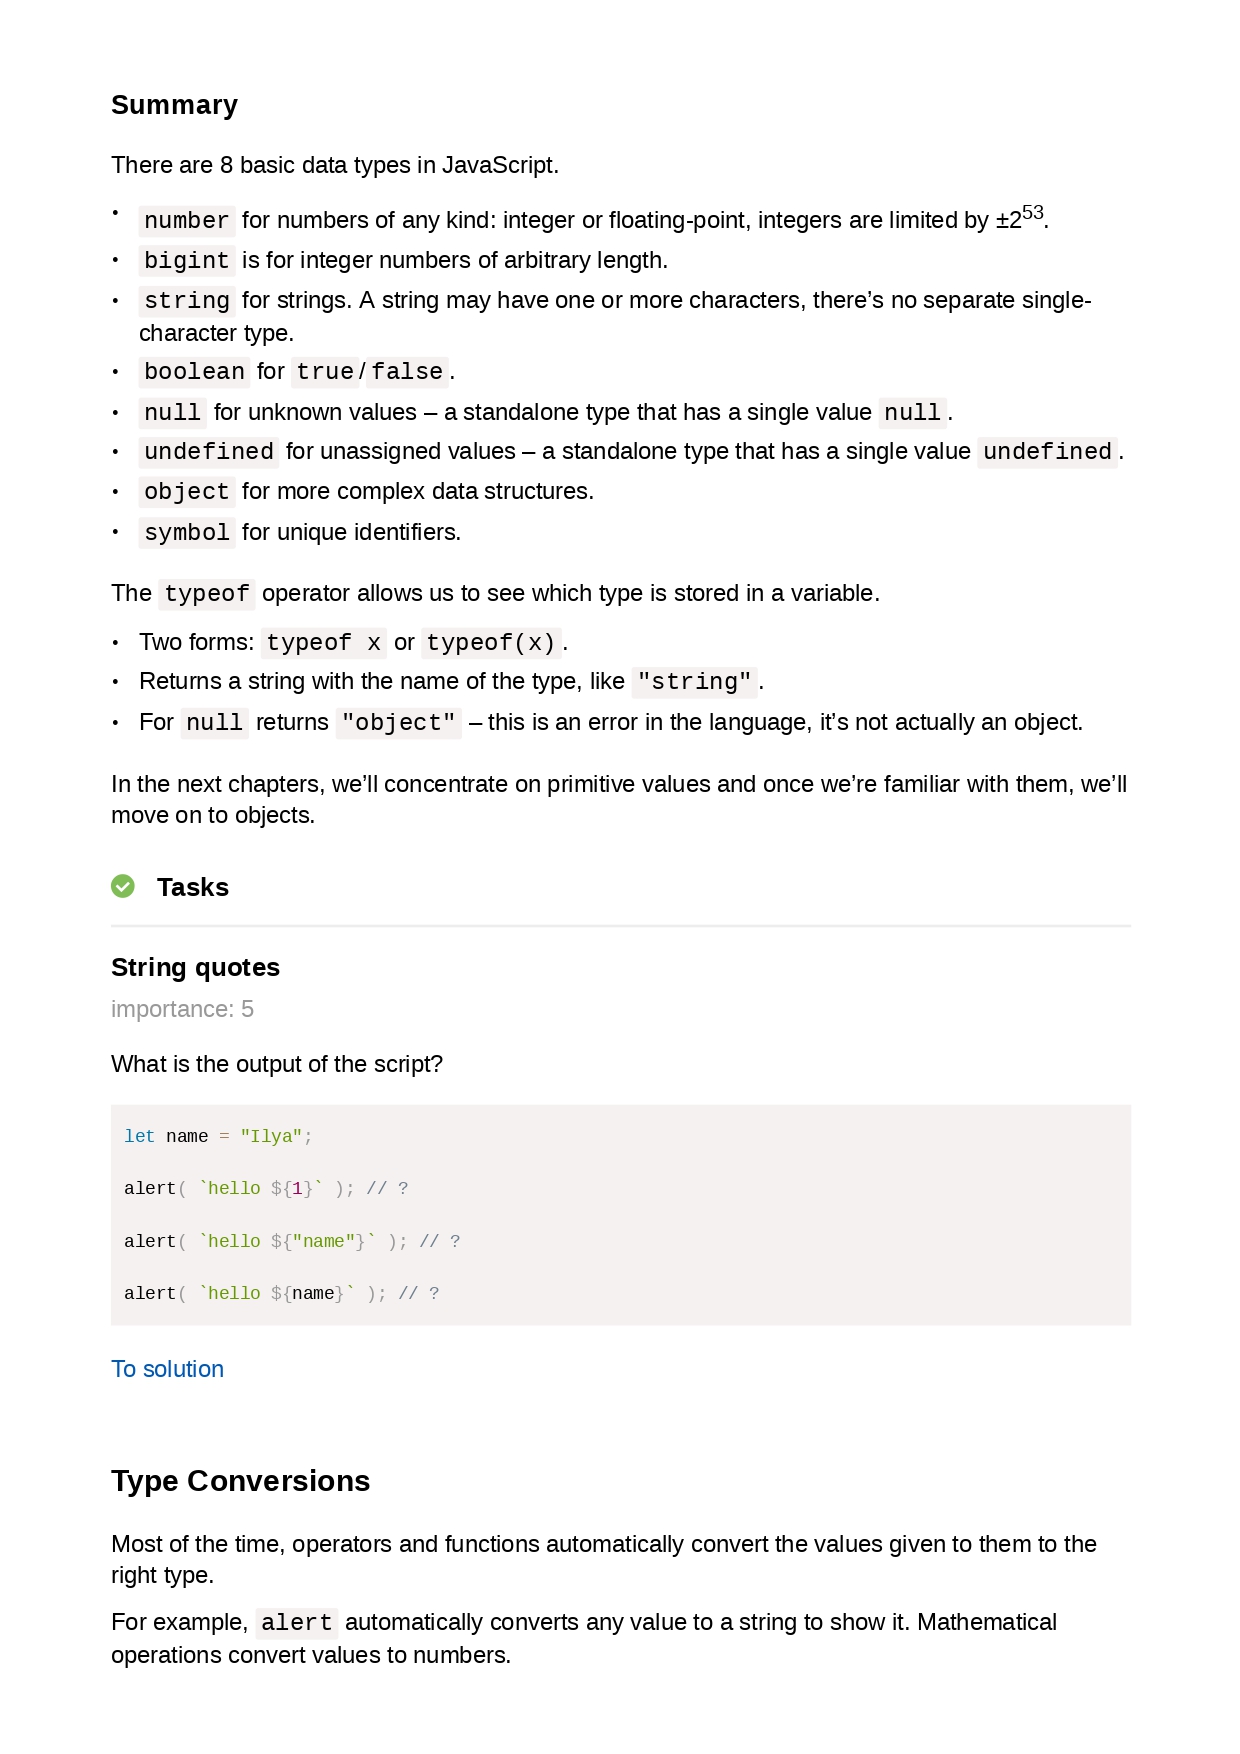 Summary
There are 8 basic data types in JavaScript.
• number for numbers of any kind: integer or floating-point, integers are limited by ±2⁵³.
• bigint is for integer numbers of arbitrary length.
• string for strings. A string may have one or more characters, there’s no separate single-
character type.
• boolean for true/false.
• null for unknown values – a standalone type that has a single value null.
• undefined for unassigned values – a standalone type that has a single value undefined.
• object for more complex data structures.
• symbol for unique identifiers.
The typeof operator allows us to see which type is stored in a variable.
• Two forms: typeof x or typeof(x).
• Returns a string with the name of the type, like "string".
• For null returns "object" – this is an error in the language, it’s not actually an object.
In the next chapters, we’ll concentrate on primitive values and once we’re familiar with them, we’ll
move on to objects.
Tasks
String quotes
importance: 5
What is the output of the script?
let name = "Ilya";
alert( `hello ${1}` ); // ?
alert( `hello ${"name"}` ); // ?
alert( `hello ${name}` ); // ?
To solution
Type Conversions
Most of the time, operators and functions automatically convert the values given to them to the
right type.
For example, alert automatically converts any value to a string to show it. Mathematical
operations convert values to numbers.